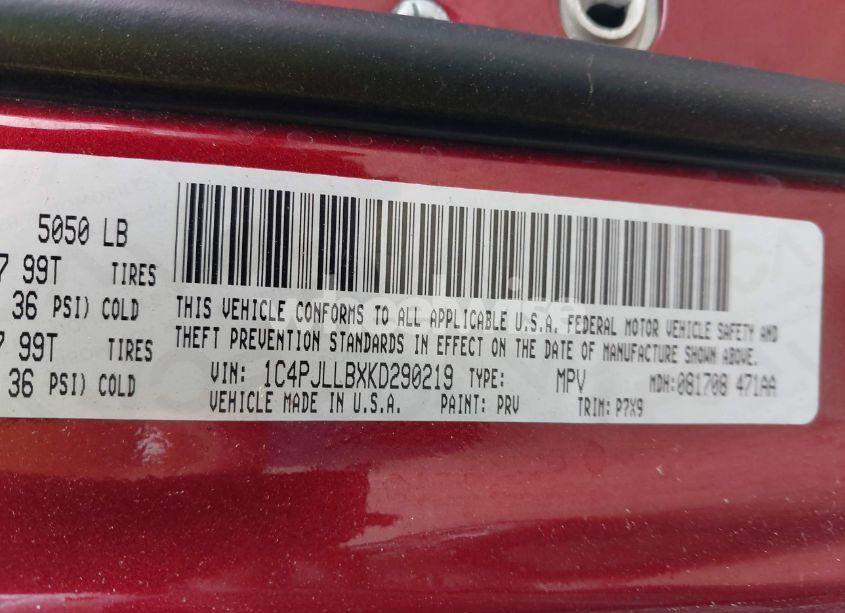 5050 LB
7 99T TIRES
36 PSI) COLD
7 99T TIRES
36 PSI) COLD
THIS VEHICLE CONFORMS TO ALL APPLICABLE U.S.A. FEDERAL MOTOR VEHICLE SAFETY AND
THEFT PREVENTION STANDARDS IN EFFECT ON THE DATE OF MANUFACTURE SHOWN ABOVE.
VIN: 1C4PJLLBXKD290219 TYPE: MPV MDH:081708 471AA
VEHICLE MADE IN U.S.A. PAINT: PRV TRIM: P7X9